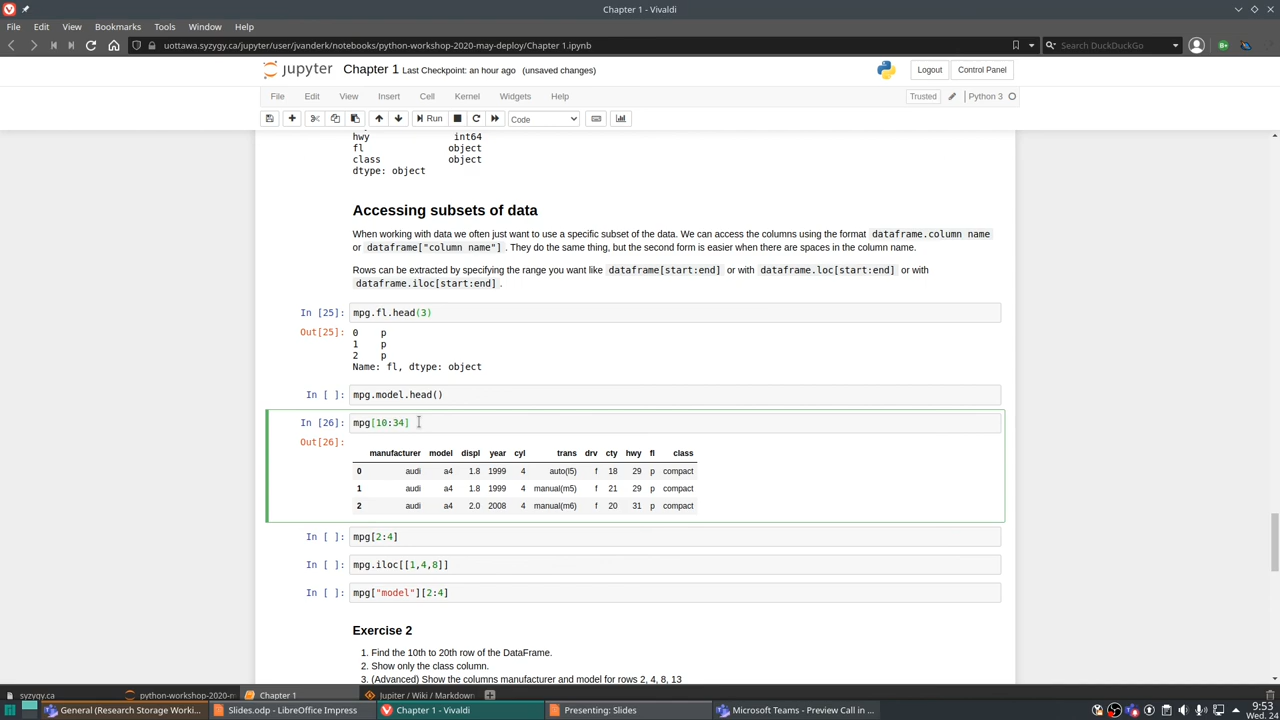 Chapter 1 - Vivaldi
File Edit View Bookmarks Tools Window Help
uottawa.syzygy.ca/jupyter/user/jvanderk/notebooks/python-workshop-2020-may-deploy/Chapter 1.ipynb
Search DuckDuckGo
jupyter Chapter 1 Last Checkpoint: an hour ago (unsaved changes)
Logout Control Panel
File Edit View Insert Cell Kernel Widgets Help
Trusted Python 3
Run Code
hwy int64
fl object
class object
dtype: object
Accessing subsets of data
When working with data we often just want to use a specific subset of the data. We can access the columns using the format dataframe.column name
or dataframe["column name"] . They do the same thing, but the second form is easier when there are spaces in the column name.
Rows can be extracted by specifying the range you want like dataframe[start:end] or with dataframe.loc[start:end] or with
dataframe.iloc[start:end] .
In [25]: mpg.fl.head(3)
Out[25]: 0 p
1 p
2 p
Name: fl, dtype: object
In [ ]: mpg.model.head()
In [26]: mpg[10:34]
Out[26]:
manufacturer model displ year cyl trans drv cty hwy fl class
0 audi a4 1.8 1999 4 auto(l5) f 18 29 p compact
1 audi a4 1.8 1999 4 manual(m5) f 21 29 p compact
2 audi a4 2.0 2008 4 manual(m6) f 20 31 p compact
In [ ]: mpg[2:4]
In [ ]: mpg.iloc[[1,4,8]]
In [ ]: mpg["model"][2:4]
Exercise 2
1. Find the 10th to 20th row of the DataFrame.
2. Show only the class column.
3. (Advanced) Show the columns manufacturer and model for rows 2, 4, 8, 13
syzygy.ca python-workshop-2020-m Chapter 1 Jupiter / Wiki / Markdown
General (Research Storage Worki... Slides.odp - LibreOffice Impress Chapter 1 - Vivaldi Presenting: Slides Microsoft Teams - Preview Call in ...
9:53
Wed, 24